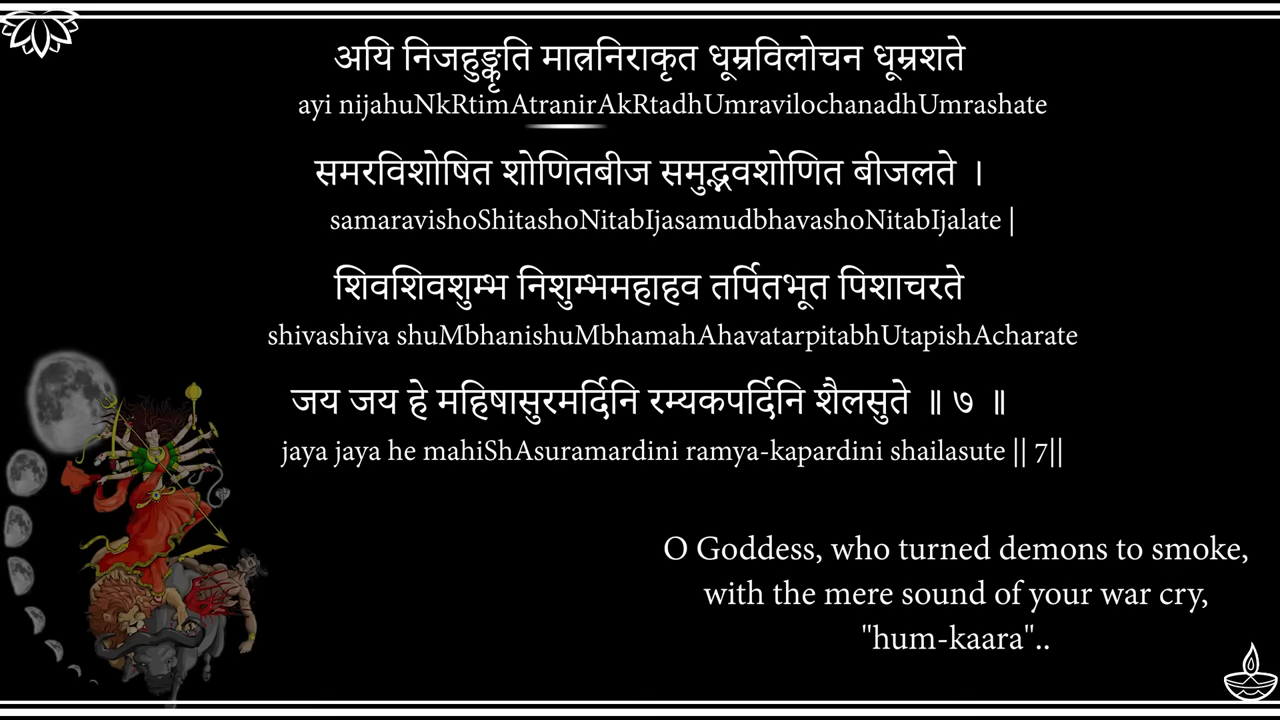 अयि निजहुङ्कृति मात्रनिराकृत धूम्रविलोचन धूम्रशते
ayi nijahuNkRtimAtranirAkRtadhUmravilochanadhUmrashate
समरविशोषित शोणितबीज समुद्भवशोणित बीजलते ।
samaravishoShitashoNitabIjasamudbhavashoNitabIjalate |
शिवशिवशुम्भ निशुम्भमहाहव तर्पितभूत पिशाचरते
shivashiva shuMbhanishuMbhamahAhavatarpitabhUtapishAcharate
जय जय हे महिषासुरमर्दिनि रम्यकपर्दिनि शैलसुते ॥ ७ ॥
jaya jaya he mahiShAsuramardini ramya-kapardini shailasute || 7||
O Goddess, who turned demons to smoke,
with the mere sound of your war cry,
"hum-kaara"..